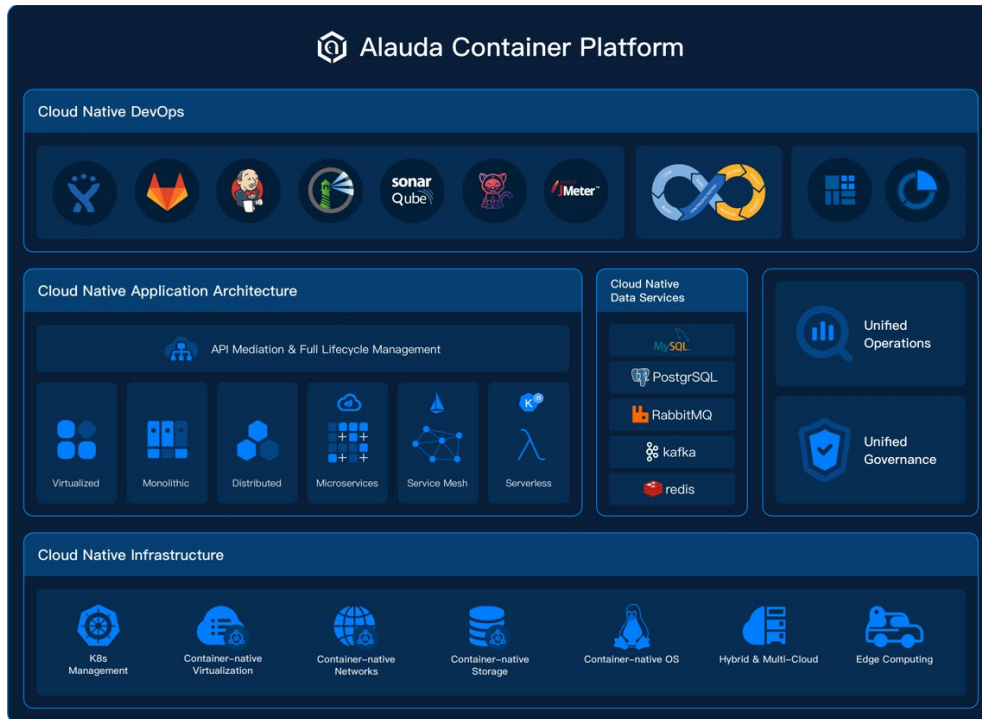 Alauda Container Platform
Cloud Native DevOps
sonar
Qube
JMeter™
Cloud Native Application Architecture
API Mediation & Full Lifecycle Management
K
Virtualized
Monolithic
Distributed
Microservices
Service Mesh
Serverless
Cloud Native
Data Services
MySQL
PostgrSQL
RabbitMQ
kafka
redis
Unified
Operations
Unified
Governance
Cloud Native Infrastructure
K8s
Management
Container-native
Virtualization
Container-native
Networks
Container-native
Storage
Container-native OS
Hybrid & Multi-Cloud
Edge Computing